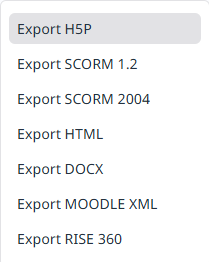 Export H5P
Export SCORM 1.2
Export SCORM 2004
Export HTML
Export DOCX
Export MOODLE XML
Export RISE 360